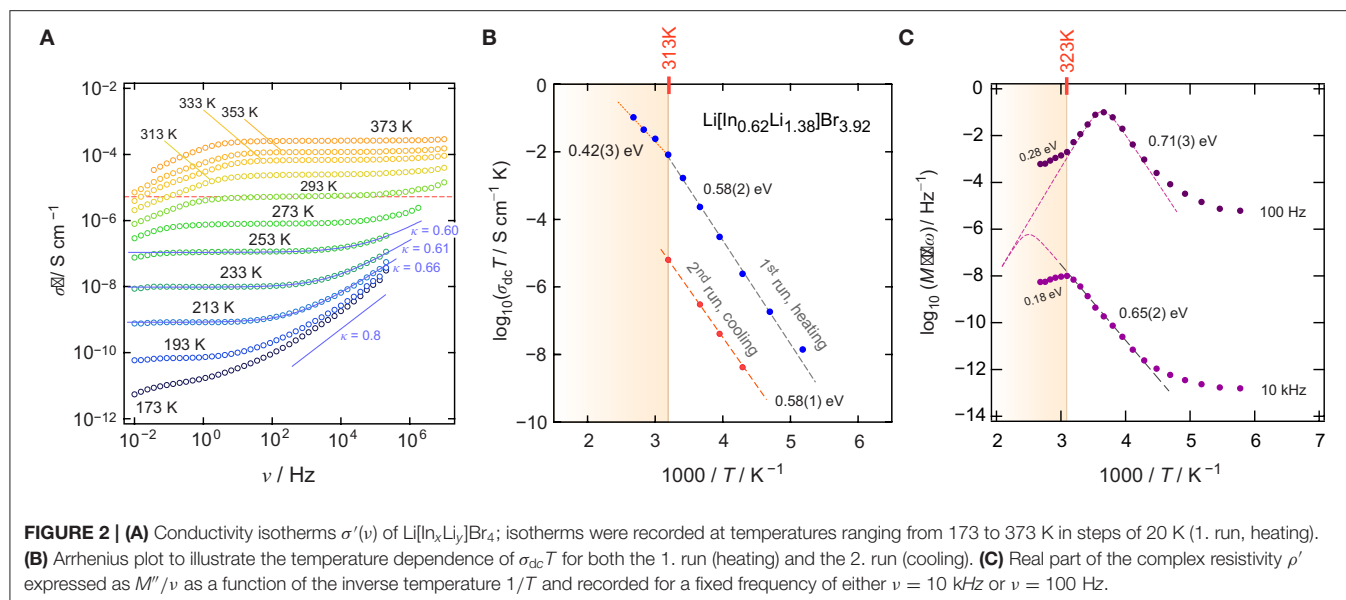 A
10⁻²
10⁻⁴
10⁻⁶
10⁻⁸
10⁻¹⁰
10⁻¹²
σ / S cm⁻¹
333 K
353 K
313 K
373 K
293 K
273 K
253 K
233 K
213 K
193 K
173 K
κ = 0.60
κ = 0.61
κ = 0.66
κ = 0.8
10⁻² 10⁰ 10² 10⁴ 10⁶
ν / Hz
B
313K
0
-2
-4
-6
-8
-10
log₁₀(σdcT / S cm⁻¹ K)
Li[In₀.₆₂Li₁.₃₈]Br₃.₉₂
0.42(3) eV
0.58(2) eV
1ˢᵗ run, heating
2ⁿᵈ run, cooling
0.58(1) eV
2 3 4 5 6
1000 / T / K⁻¹
C
323K
0
-2
-4
-6
-8
-10
-12
-14
log₁₀ (M ω)/ Hz⁻¹)
0.28 eV
0.71(3) eV
100 Hz
0.18 eV
0.65(2) eV
10 kHz
2 3 4 5 6 7
1000 / T / K⁻¹
FIGURE 2 | (A) Conductivity isotherms σ′(ν) of Li[InₓLiᵧ]Br₄; isotherms were recorded at temperatures ranging from 173 to 373 K in steps of 20 K (1. run, heating).
(B) Arrhenius plot to illustrate the temperature dependence of σdcT for both the 1. run (heating) and the 2. run (cooling). (C) Real part of the complex resistivity ρ′
expressed as M″/ν as a function of the inverse temperature 1/T and recorded for a fixed frequency of either ν = 10 kHz or ν = 100 Hz.